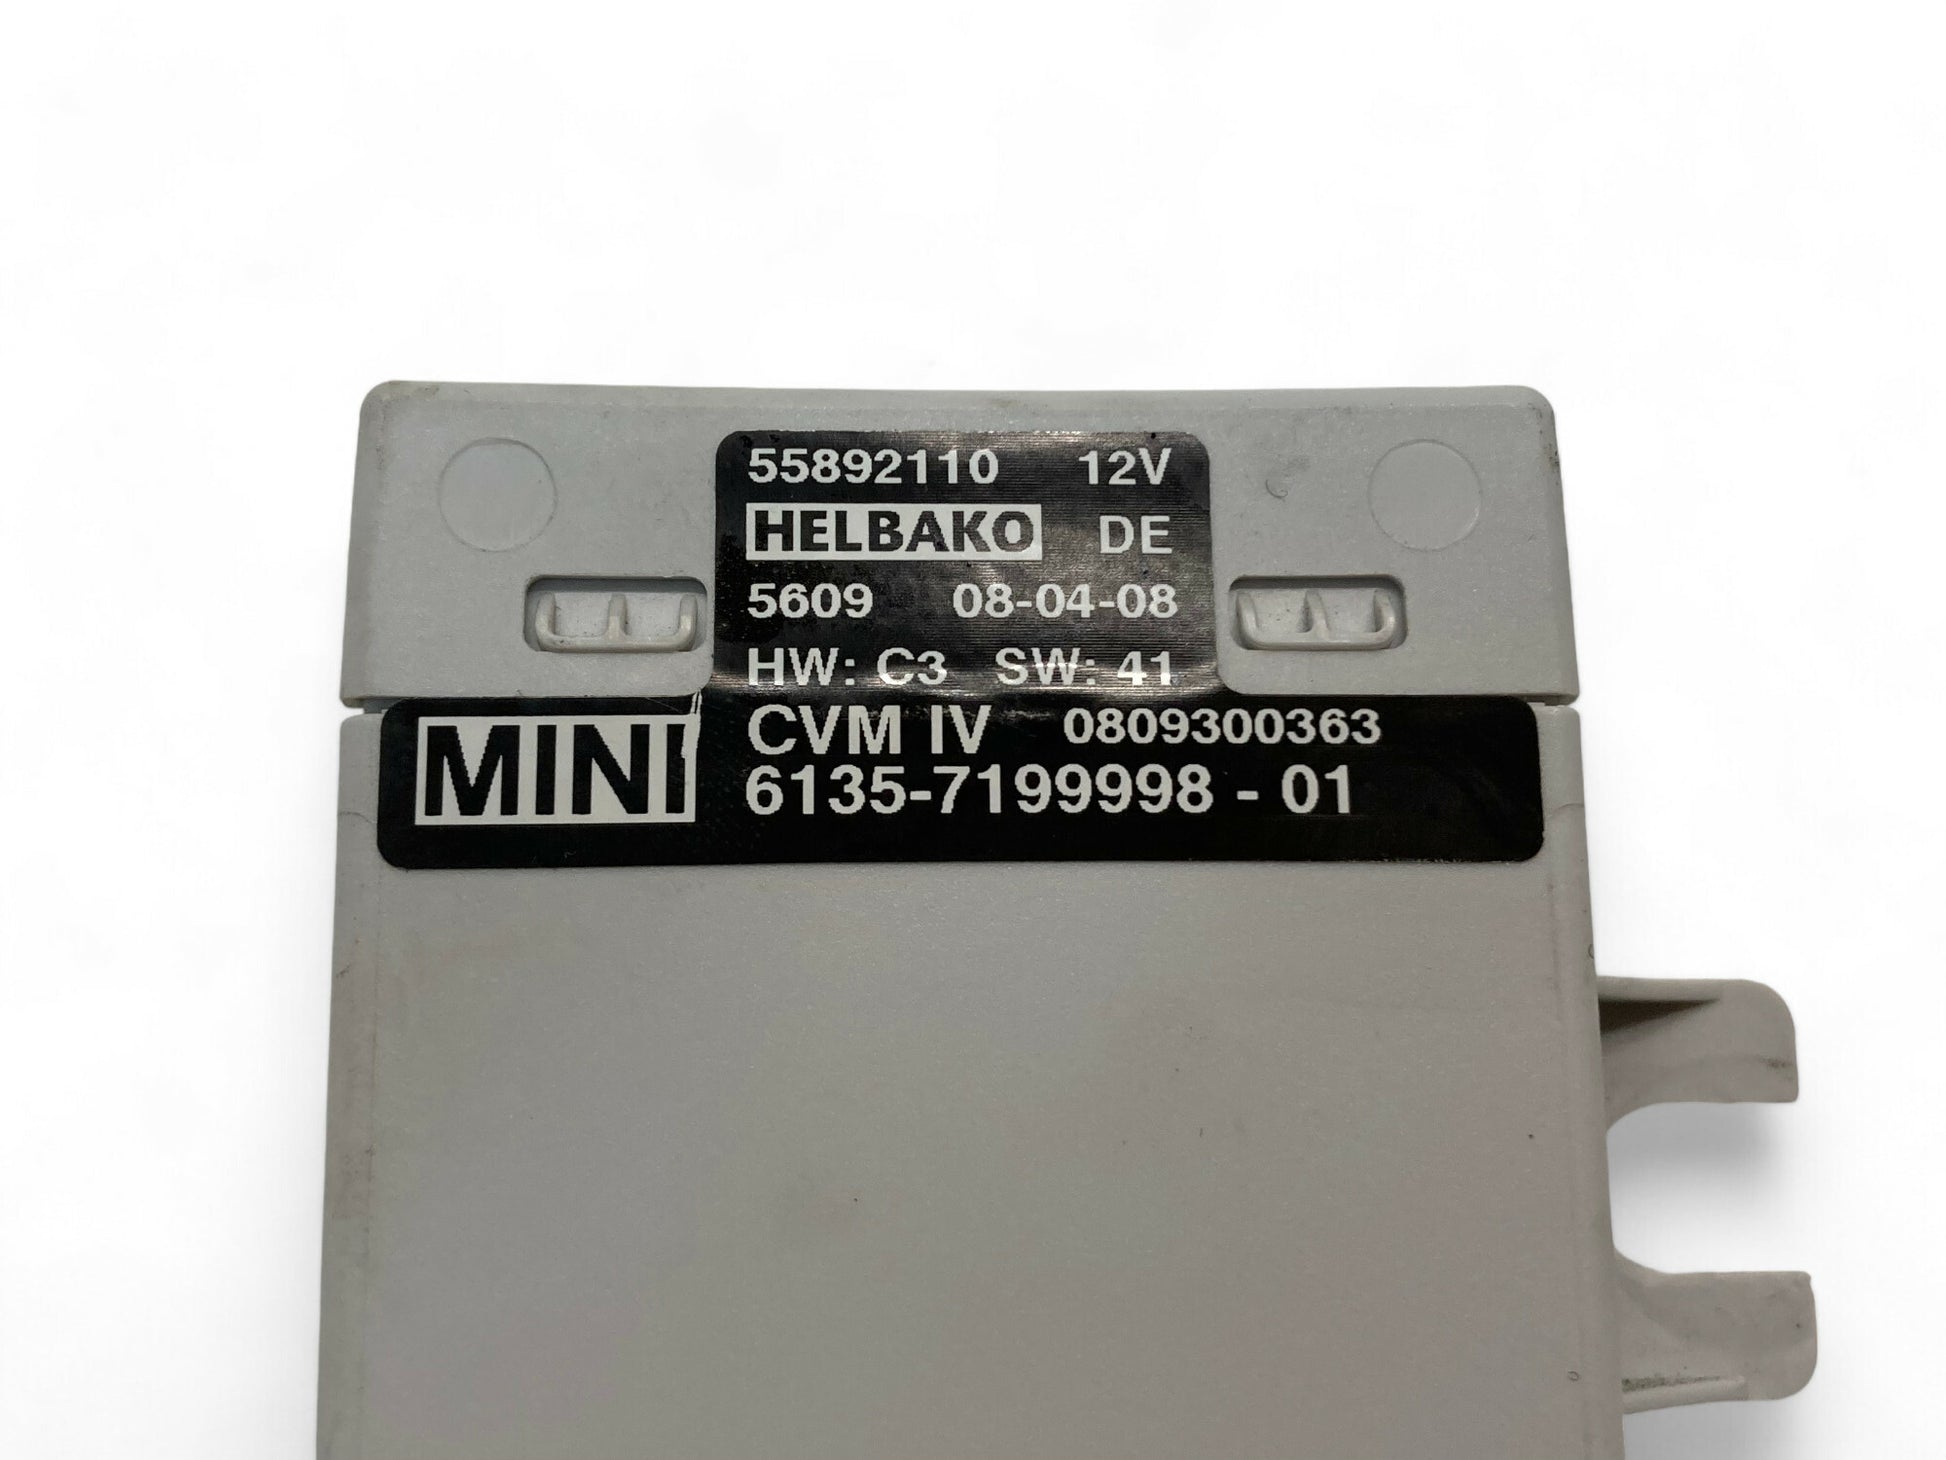 55892110 12V
HELBAKO DE
5609 08-04-08
HW: C3 SW: 41
MINI CVM IV 0809300363
6135-7199998 - 01